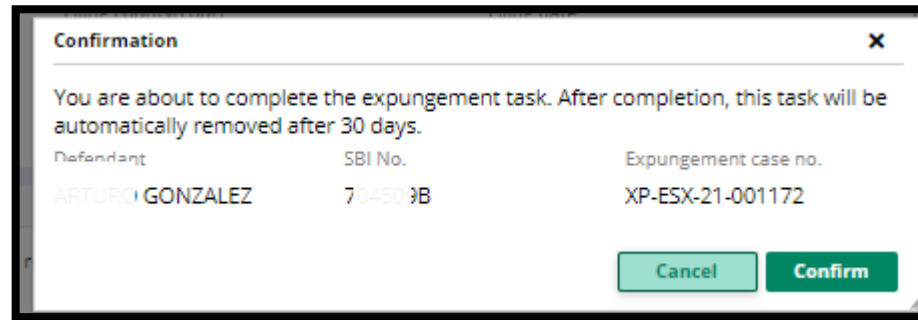 Confirmation
You are about to complete the expungement task. After completion, this task will be
automatically removed after 30 days.
Defendant SBI No. Expungement case no.
GONZALEZ XP-ESX-21-001172
Cancel Confirm